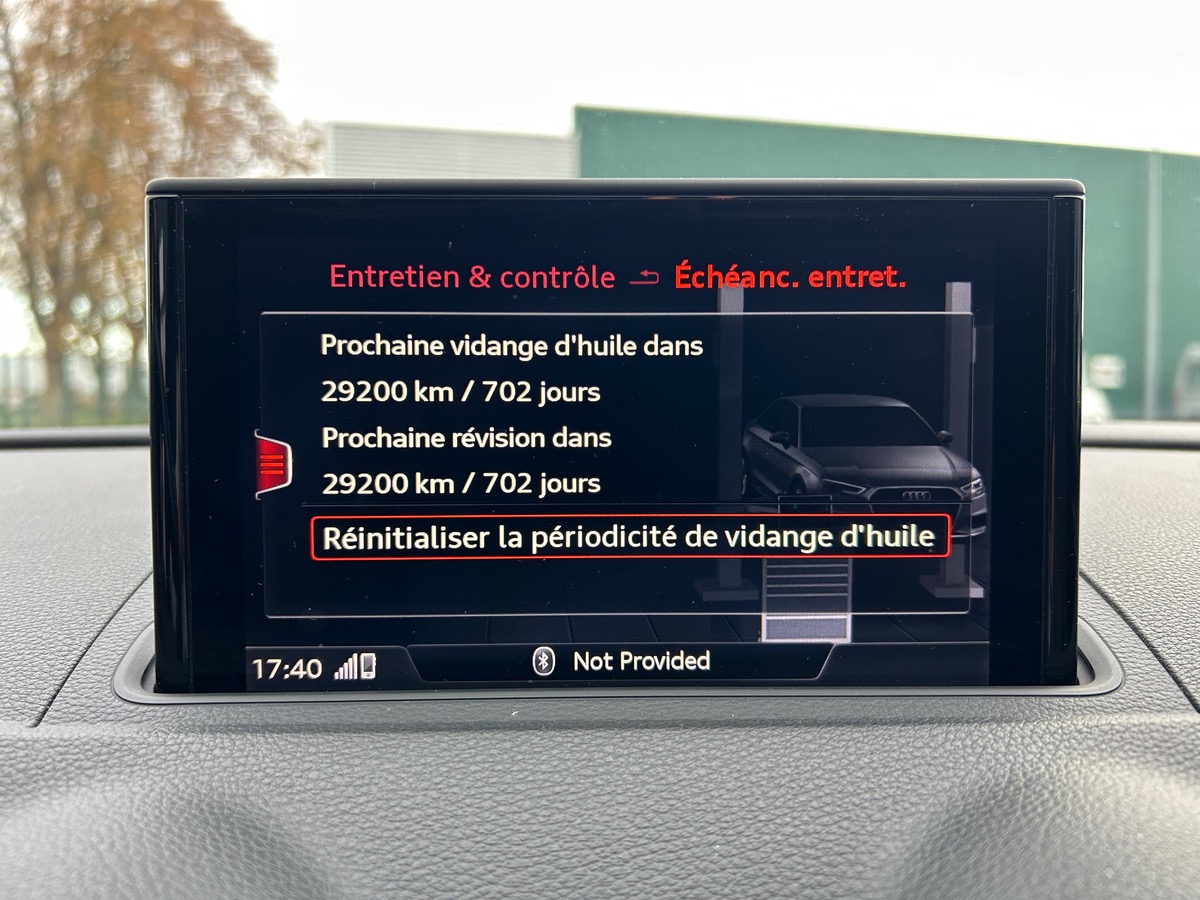 Entretien & contrôle Échéanc. entret.
Prochaine vidange d'huile dans
29200 km / 702 jours
Prochaine révision dans
29200 km / 702 jours
Réinitialiser la périodicité de vidange d'huile
17:40 Not Provided